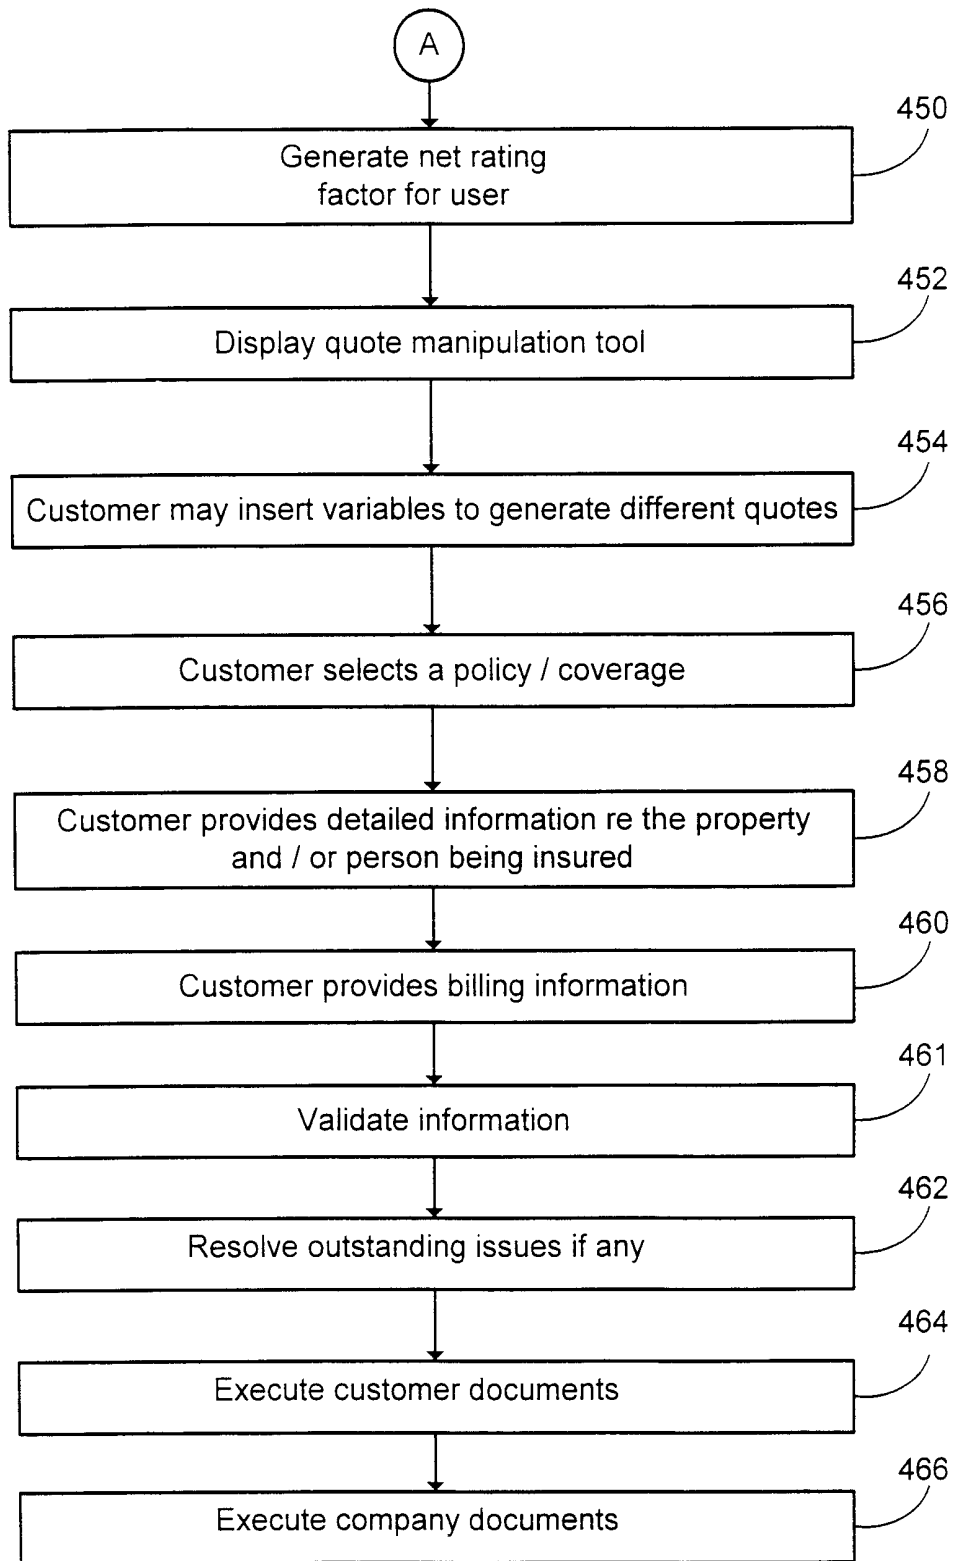 A
450
Generate net rating
factor for user
452
Display quote manipulation tool
454
Customer may insert variables to generate different quotes
456
Customer selects a policy / coverage
458
Customer provides detailed information re the property
and / or person being insured
460
Customer provides billing information
461
Validate information
462
Resolve outstanding issues if any
464
Execute customer documents
466
Execute company documents